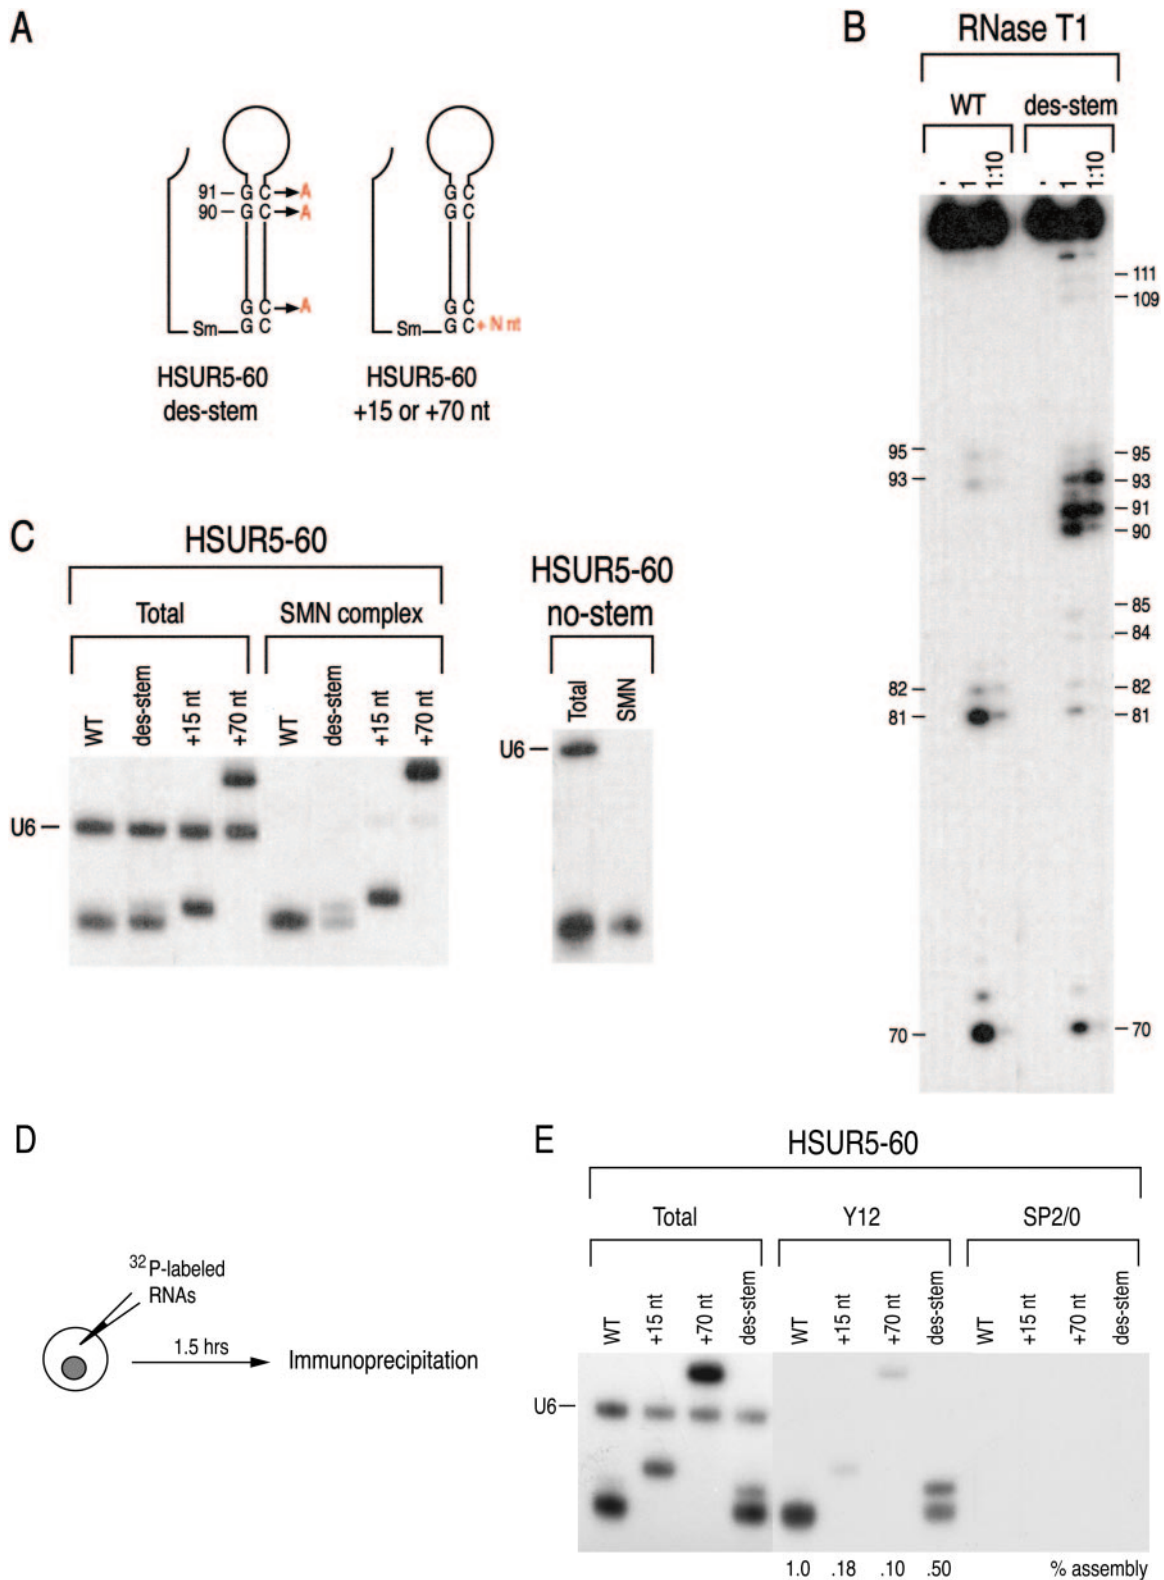 A
91 – G C → A
90 – G C → A
G C → A
Sm G C
HSUR5-60
des-stem
G C
G C
G C
Sm G C + N nt
HSUR5-60
+15 or +70 nt
B
RNase T1
WT des-stem
- 1 1:10 - 1 1:10
111
109
95 95
93 93
91
90
85
84
82 82
81 81
70 70
C
HSUR5-60
Total SMN complex
WT des-stem +15 nt +70 nt WT des-stem +15 nt +70 nt
U6
HSUR5-60
no-stem
Total SMN
U6
D
32P-labeled
RNAs
1.5 hrs
Immunoprecipitation
E
HSUR5-60
Total Y12 SP2/0
WT +15 nt +70 nt des-stem WT +15 nt +70 nt des-stem WT +15 nt +70 nt des-stem
U6
1.0 .18 .10 .50 % assembly